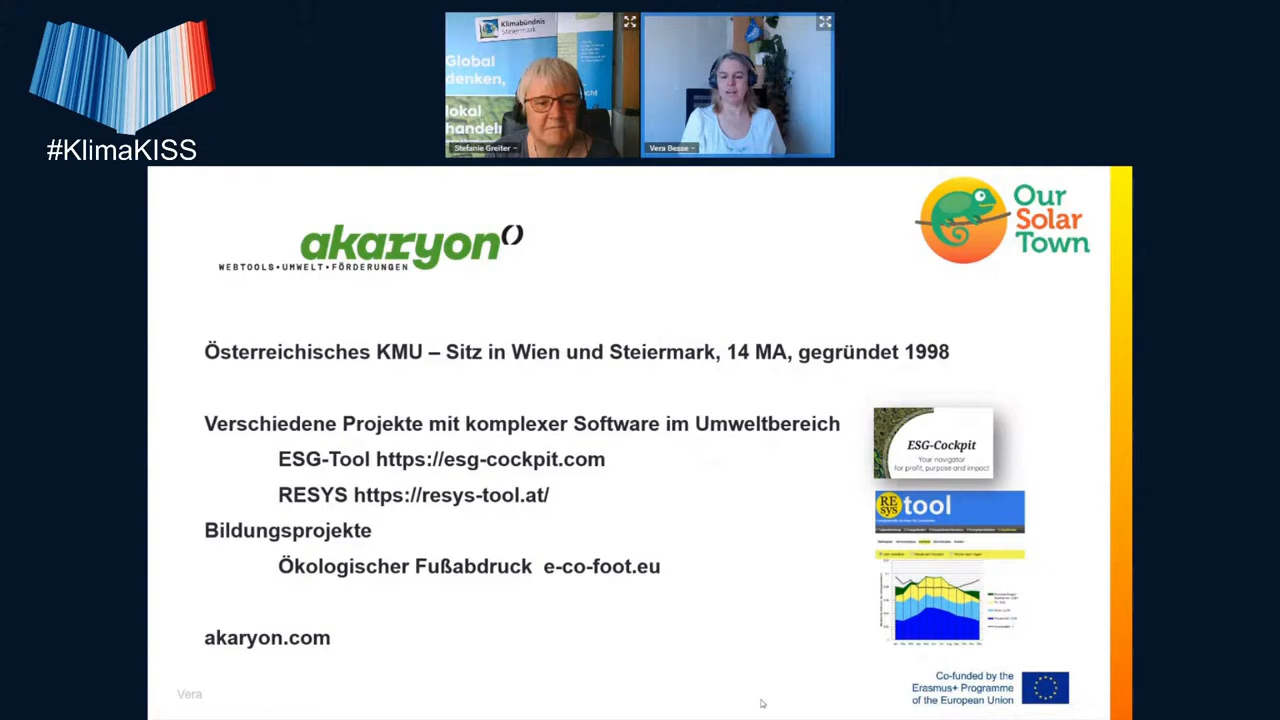 #KlimaKISS
Klimabündnis
Steiermark
Global
denken,
lokal
handeln
Stefanie Greiter
Vera Besse
akaryon
WEBTOOLS•UMWELT•FÖRDERUNGEN
Our
Solar
Town
Österreichisches KMU – Sitz in Wien und Steiermark, 14 MA, gegründet 1998
Verschiedene Projekte mit komplexer Software im Umweltbereich
ESG-Tool https://esg-cockpit.com
RESYS https://resys-tool.at/
Bildungsprojekte
Ökologischer Fußabdruck e-co-foot.eu
akaryon.com
ESG-Cockpit
Your navigator
for profit, purpose and impact
REsys tool
Vera
Co-funded by the
Erasmus+ Programme
of the European Union